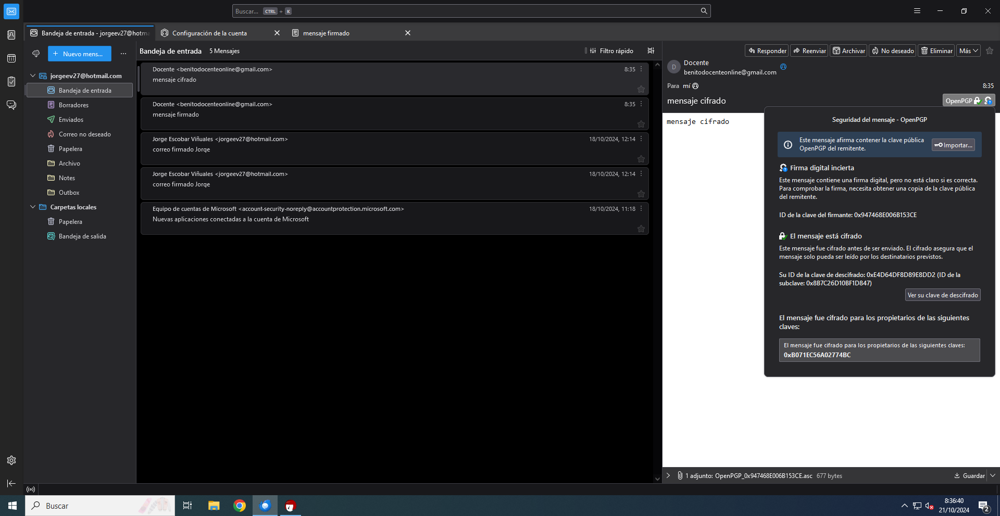 Buscar... CTRL + K
Bandeja de entrada - jorgeev27@hotma
Configuración de la cuenta
mensaje firmado
+ Nuevo mens...
jorgeev27@hotmail.com
Bandeja de entrada
Borradores
Enviados
Correo no deseado
Papelera
Archivo
Notes
Outbox
Carpetas locales
Papelera
Bandeja de salida
Bandeja de entrada 5 Mensajes Filtro rápido
Docente <benitodocenteonline@gmail.com> 8:35
mensaje cifrado
Docente <benitodocenteonline@gmail.com> 8:35
mensaje firmado
Jorge Escobar Viñuales <jorgeev27@hotmail.com> 18/10/2024, 12:14
correo firmado Jorge
Jorge Escobar Viñuales <jorgeev27@hotmail.com> 18/10/2024, 12:14
correo firmado Jorge
Equipo de cuentas de Microsoft <account-security-noreply@accountprotection.microsoft.com> 18/10/2024, 11:18
Nuevas aplicaciones conectadas a la cuenta de Microsoft
Responder Reenviar Archivar No deseado Eliminar Más
D
Docente
benitodocenteonline@gmail.com
Para mí 8:35
mensaje cifrado OpenPGP
mensaje cifrado
Seguridad del mensaje - OpenPGP
Este mensaje afirma contener la clave pública
OpenPGP del remitente.
Importar...
Firma digital incierta
Este mensaje contiene una firma digital, pero no está claro si es correcta.
Para comprobar la firma, necesita obtener una copia de la clave pública
del remitente.
ID de la clave del firmante: 0x947468E006B153CE
El mensaje está cifrado
Este mensaje fue cifrado antes de ser enviado. El cifrado asegura que el
mensaje solo pueda ser leído por los destinatarios previstos.
Su ID de la clave de descifrado: 0xE4D64DF8D89E8DD2 (ID de la
subclave: 0x8B7C26D10BF1D847)
Ver su clave de descifrado
El mensaje fue cifrado para los propietarios de las siguientes
claves:
El mensaje fue cifrado para los propietarios de las siguientes claves:
0xB071EC56A02774BC
1 adjunto: OpenPGP_0x947468E006B153CE.asc 677 bytes Guardar
Buscar
8:36:40
21/10/2024
2